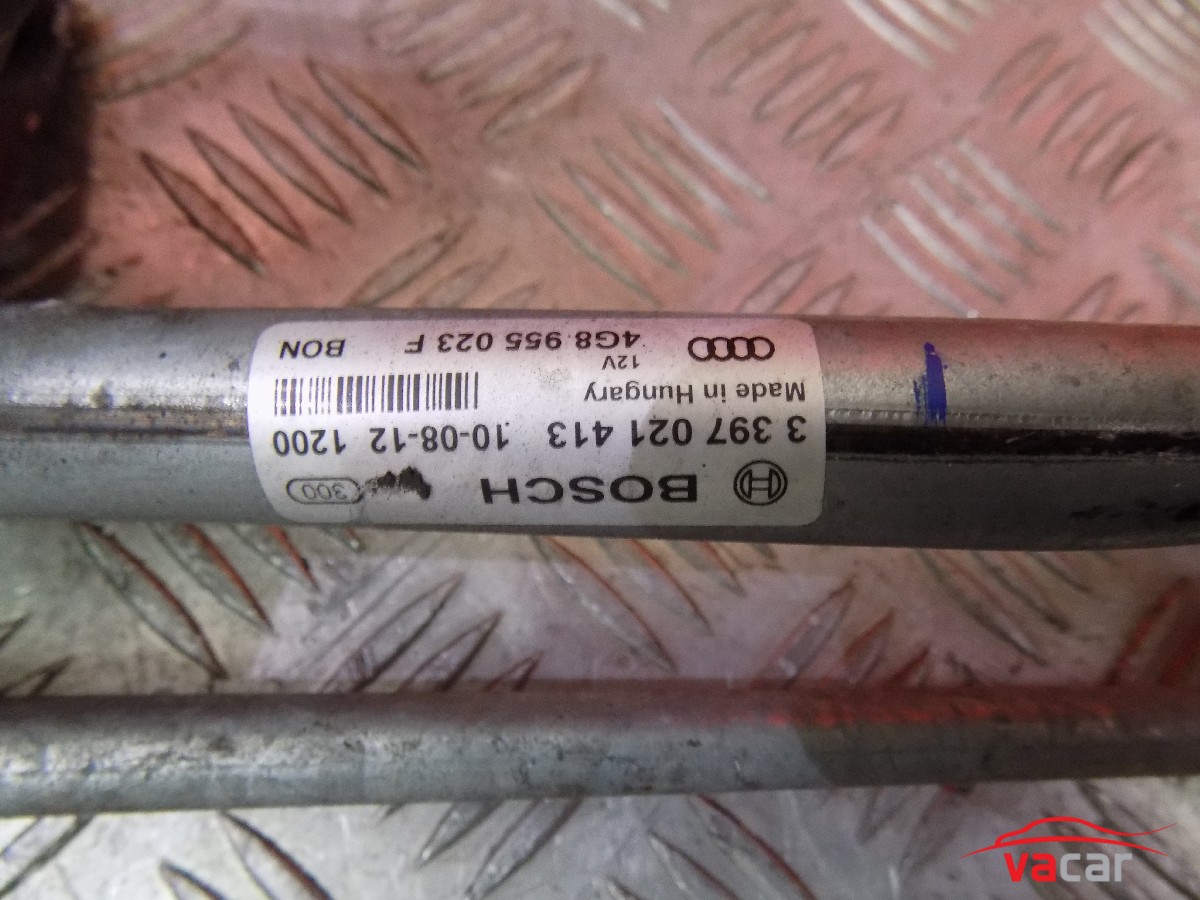 BOSCH 300
3 397 021 413 10-08-12 1200
Made in Hungary
12V
4G8 955 023 F BON
vacar